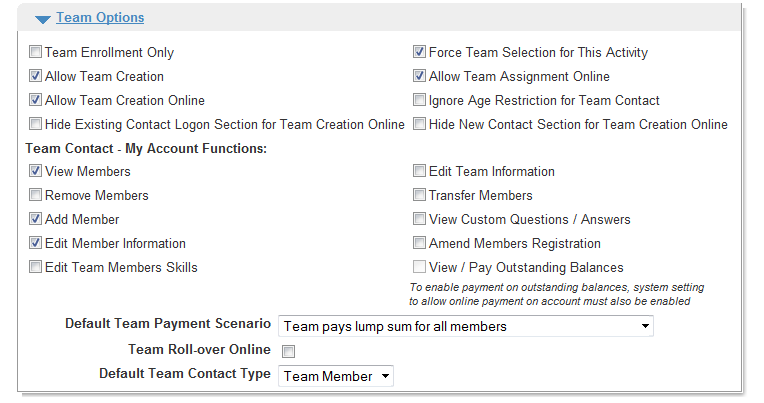 Team Options
Team Enrollment Only
Force Team Selection for This Activity
Allow Team Creation
Allow Team Assignment Online
Allow Team Creation Online
Ignore Age Restriction for Team Contact
Hide Existing Contact Logon Section for Team Creation Online
Hide New Contact Section for Team Creation Online
Team Contact - My Account Functions:
View Members
Edit Team Information
Remove Members
Transfer Members
Add Member
View Custom Questions / Answers
Edit Member Information
Amend Members Registration
Edit Team Members Skills
View / Pay Outstanding Balances
To enable payment on outstanding balances, system setting
to allow online payment on account must also be enabled
Default Team Payment Scenario Team pays lump sum for all members
Team Roll-over Online
Default Team Contact Type Team Member